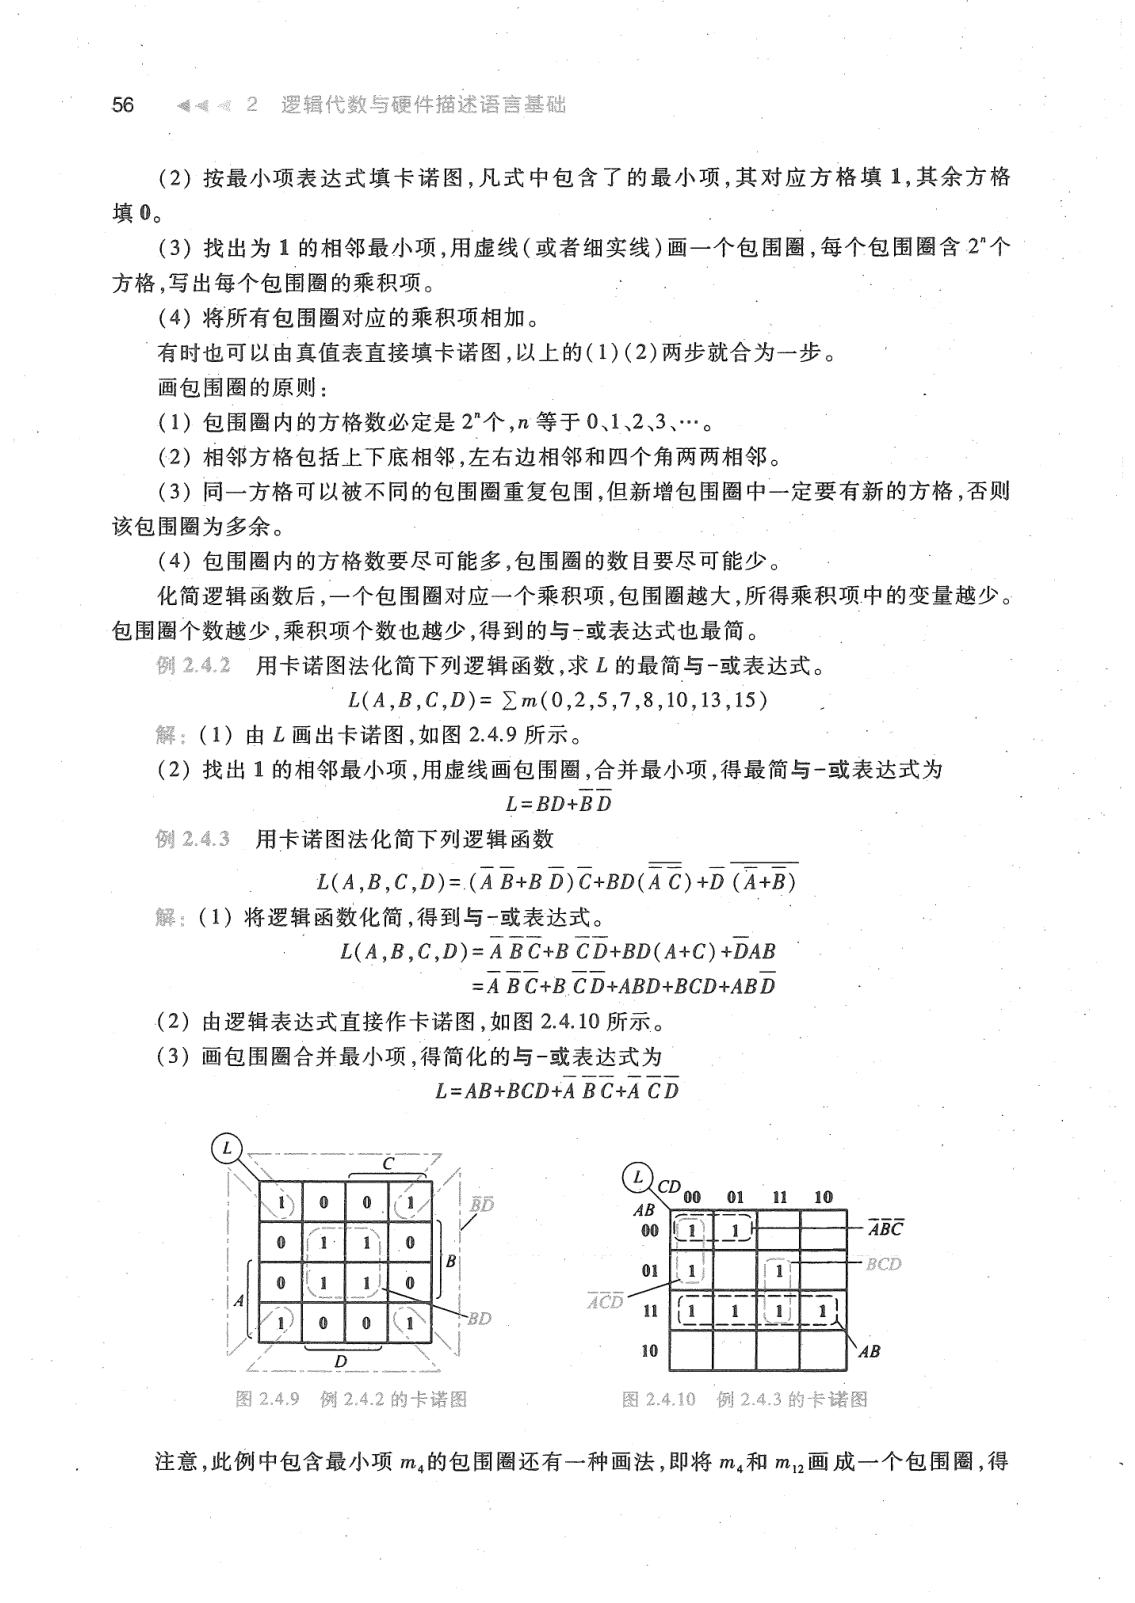 56 2 逻辑代数与硬件描述语言基础
(2) 按最小项表达式填卡诺图,凡式中包含了的最小项,其对应方格填 1,其余方格
填 0。
(3) 找出为 1 的相邻最小项,用虚线(或者细实线)画一个包围圈,每个包围圈含 2ⁿ个
方格,写出每个包围圈的乘积项。
(4) 将所有包围圈对应的乘积项相加。
有时也可以由真值表直接填卡诺图,以上的(1)(2)两步就合为一步。
画包围圈的原则:
(1) 包围圈内的方格数必定是 2ⁿ个,n 等于 0、1、2、3、…。
(2) 相邻方格包括上下底相邻,左右边相邻和四个角两两相邻。
(3) 同一方格可以被不同的包围圈重复包围,但新增包围圈中一定要有新的方格,否则
该包围圈为多余。
(4) 包围圈内的方格数要尽可能多,包围圈的数目要尽可能少。
化简逻辑函数后,一个包围圈对应一个乘积项,包围圈越大,所得乘积项中的变量越少。
包围圈个数越少,乘积项个数也越少,得到的与-或表达式也最简。
例 2.4.2 用卡诺图法化简下列逻辑函数,求 L 的最简与-或表达式。
L(A,B,C,D)= ∑m(0,2,5,7,8,10,13,15)
解:(1) 由 L 画出卡诺图,如图 2.4.9 所示。
(2) 找出 1 的相邻最小项,用虚线画包围圈,合并最小项,得最简与-或表达式为
L=BD+B̅ D̅
例 2.4.3 用卡诺图法化简下列逻辑函数
L(A,B,C,D)=(A̅ B̅+B D̅)C̅+BD(\overline{A̅ C̅})+D̅ \overline{(A̅+B̅)}
解:(1) 将逻辑函数化简,得到与-或表达式。
L(A,B,C,D)=A̅ B̅ C̅+B C̅ D̅+BD(A+C)+D̅AB
=A̅ B̅ C̅+B C̅ D̅+ABD+BCD+ABD̅
(2) 由逻辑表达式直接作卡诺图,如图 2.4.10 所示。
(3) 画包围圈合并最小项,得简化的与-或表达式为
L=AB+BCD+A̅ B̅ C̅+A̅ C̅ D̅
L
C
1 0 0 1 B̅D̅
0 1 1 0
B
0 1 1 0
A
1 0 0 1 BD
D
L CD 00 01 11 10
AB
00 1 1 A̅B̅C̅
01 1 1 BCD
A̅C̅D̅
11 1 1 1 1
10 AB
图 2.4.9 例 2.4.2 的卡诺图
图 2.4.10 例 2.4.3 的卡诺图
注意,此例中包含最小项 m₄的包围圈还有一种画法,即将 m₄和 m₁₂画成一个包围圈,得